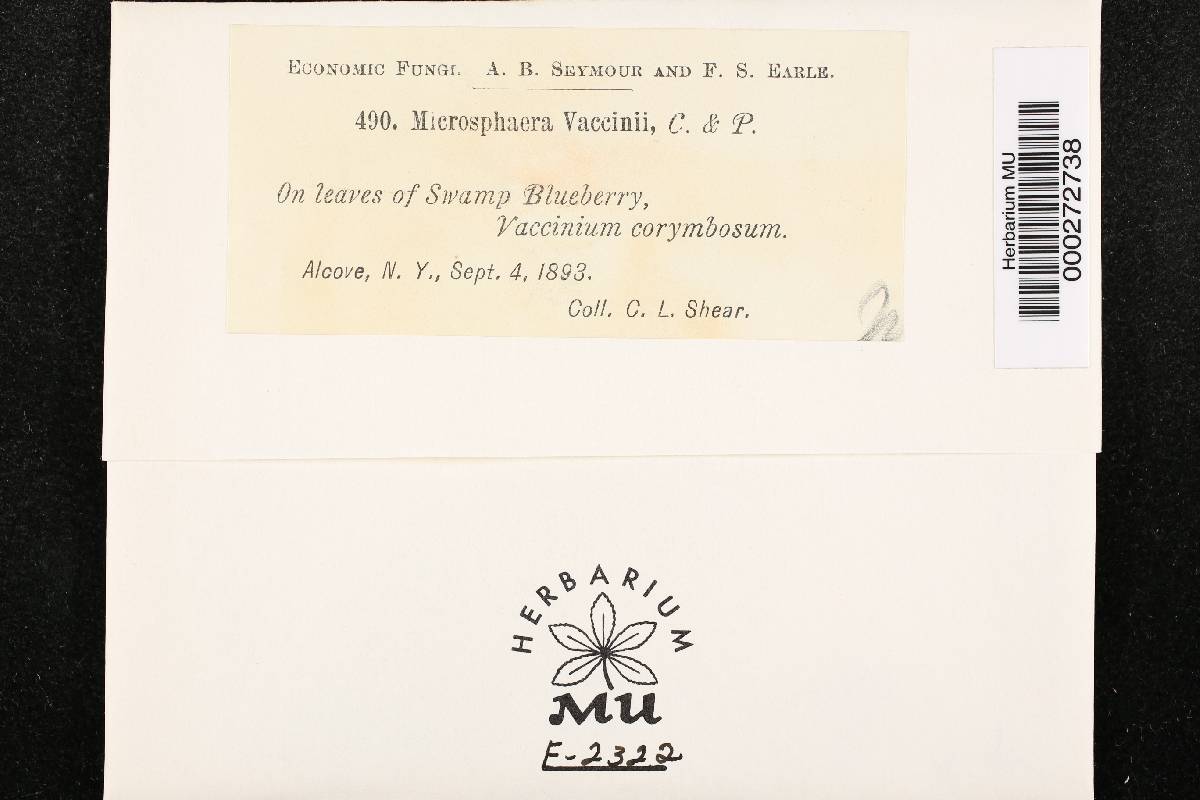 ECONOMIC FUNGI. A. B. SEYMOUR AND F. S. EARLE.
490. Microsphaera Vaccinii, C. & P.
On leaves of Swamp Blueberry,
Vaccinium corymbosum.
Alcove, N. Y., Sept. 4, 1893.
Coll. C. L. Shear.
Herbarium MU
000272738
HERBARIUM
MU
F-2322